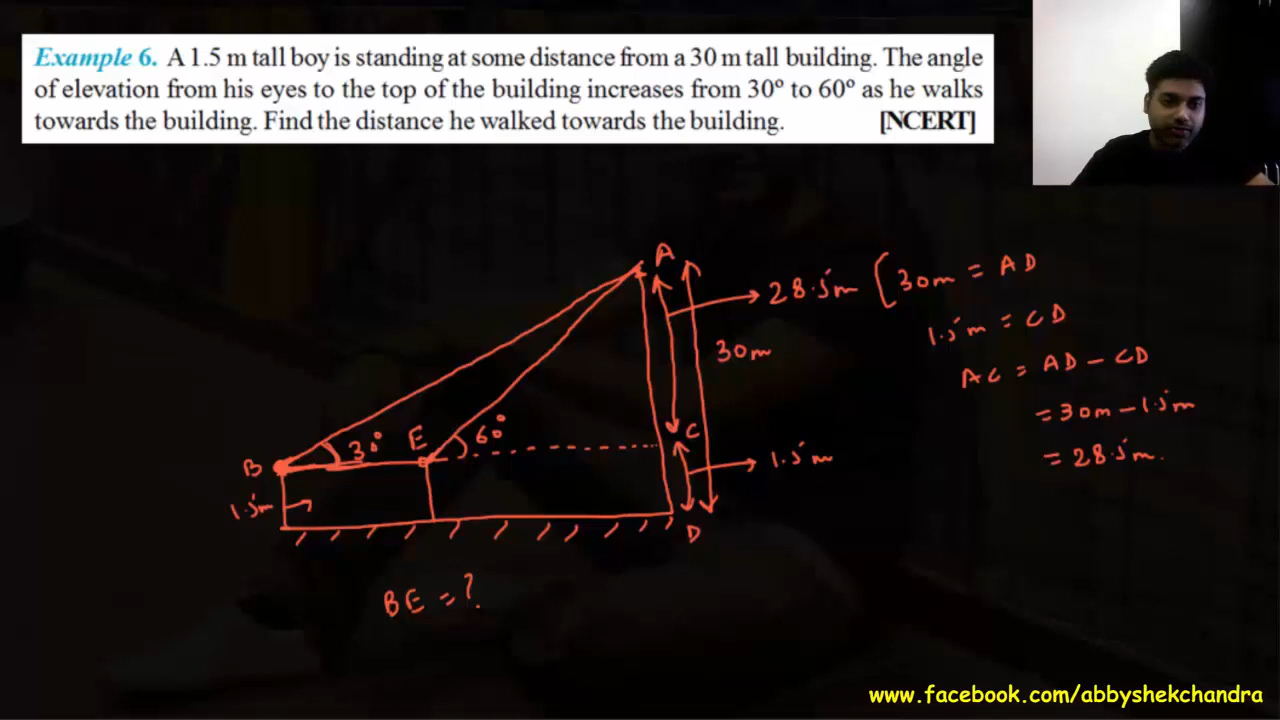 Example 6. A 1.5 m tall boy is standing at some distance from a 30 m tall building. The angle
of elevation from his eyes to the top of the building increases from 30° to 60° as he walks
towards the building. Find the distance he walked towards the building. [NCERT]
A
28.5m (30m = AD
1.5m = CD
30m
AC = AD - CD
= 30m - 1.5m
= 28.5m.
B
30°
E
60°
C
1.5m
1.5m
D
BE = ?
www.facebook.com/abbyshekchandra